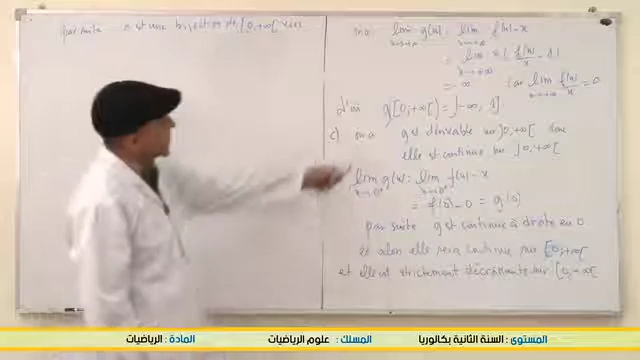 par suite g est une bijection de [0,+∞[ vers
on a lim g(x) = lim f(x)-x
x→+∞ x→+∞
= lim x( f(x)/x - 1)
x→+∞
= -∞ car lim f(x)/x = 0
x→+∞
d'où g([0,+∞[) = ]-∞, 1]
c) on a g est dérivable sur ]0,+∞[ donc
elle est continue sur ]0,+∞[
lim g(x) = lim f(x)-x
x→0⁺ x→0⁺
= f(0)-0 = g(0)
par suite g est continue à droite en 0
et alors elle sera continue sur [0,+∞[
et elle est strictement décroissante sur [0,+∞[
المستوى : السنة الثانية بكالوريا المسلك : علوم الرياضيات المادة : الرياضيات